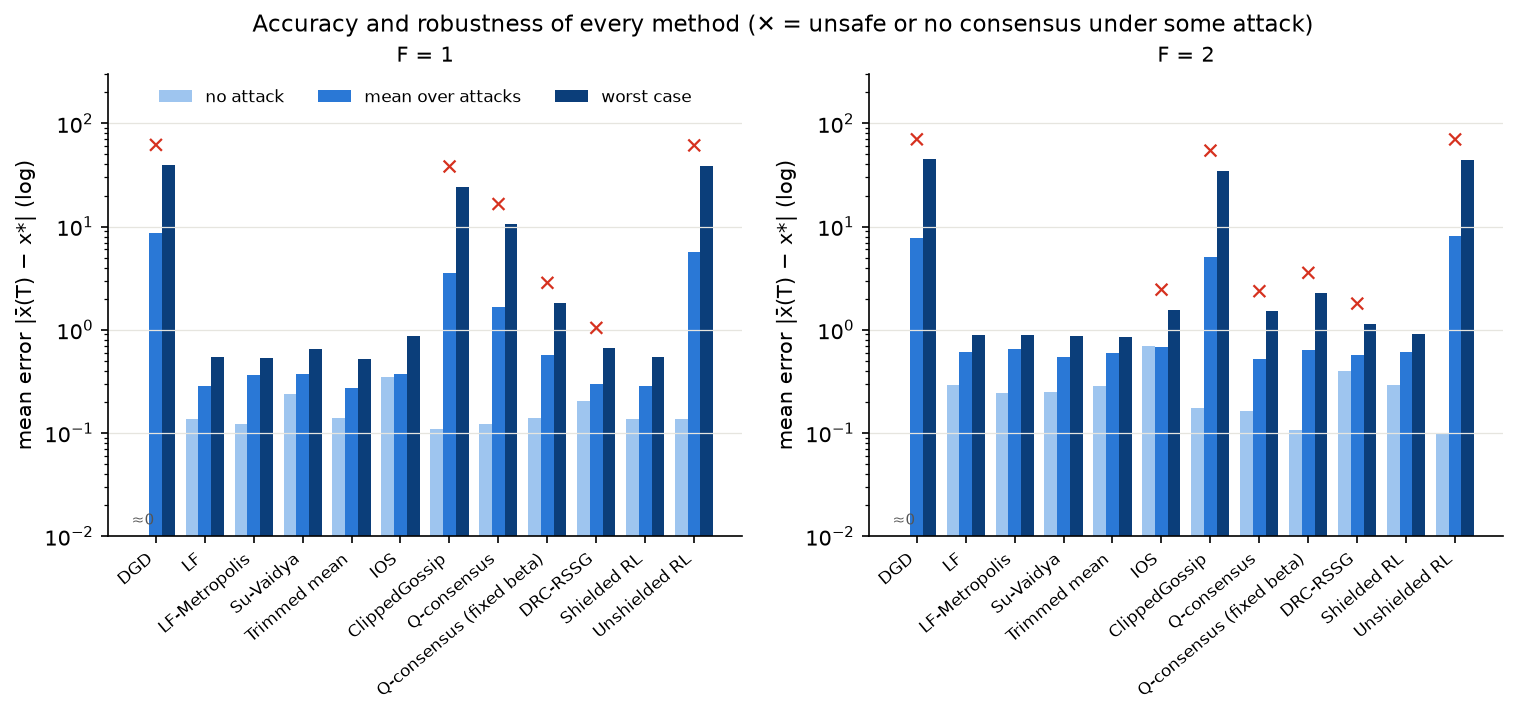 Accuracy and robustness of every method (✕ = unsafe or no consensus under some attack)
F = 1
F = 2
no attack
mean over attacks
worst case
mean error |x̄(T) − x*| (log)
10²
10¹
10⁰
10⁻¹
10⁻²
≈0
DGD
LF
LF-Metropolis
Su-Vaidya
Trimmed mean
IOS
ClippedGossip
Q-consensus
Q-consensus (fixed beta)
DRC-RSSG
Shielded RL
Unshielded RL
mean error |x̄(T) − x*| (log)
10²
10¹
10⁰
10⁻¹
10⁻²
≈0
DGD
LF
LF-Metropolis
Su-Vaidya
Trimmed mean
IOS
ClippedGossip
Q-consensus
Q-consensus (fixed beta)
DRC-RSSG
Shielded RL
Unshielded RL